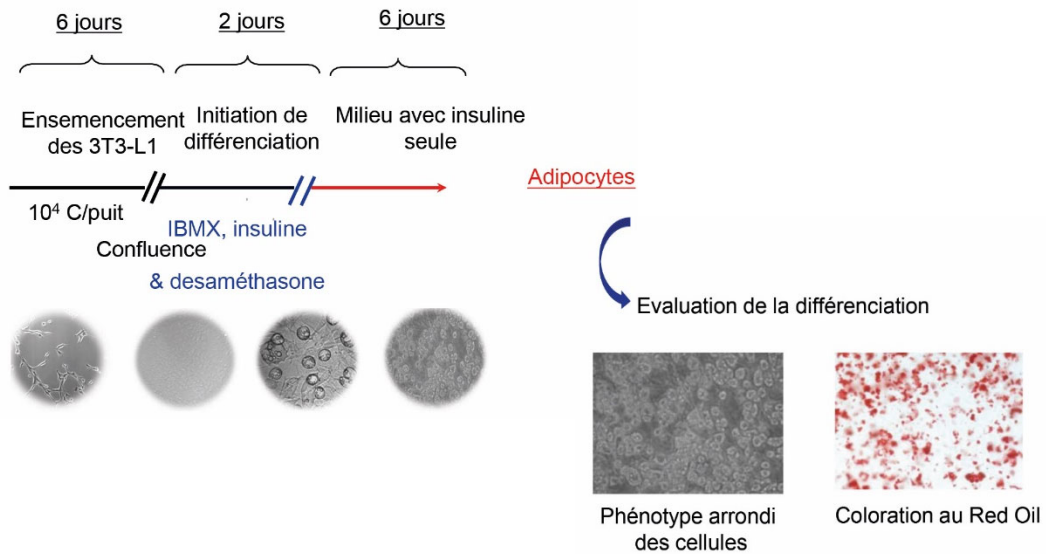 6 jours
2 jours
6 jours
Ensemencement
des 3T3-L1
Initiation de
différenciation
Milieu avec insuline
seule
10⁴ C/puit
Confluence
IBMX, insuline
& desaméthasone
Adipocytes
Evaluation de la différenciation
Phénotype arrondi
des cellules
Coloration au Red Oil